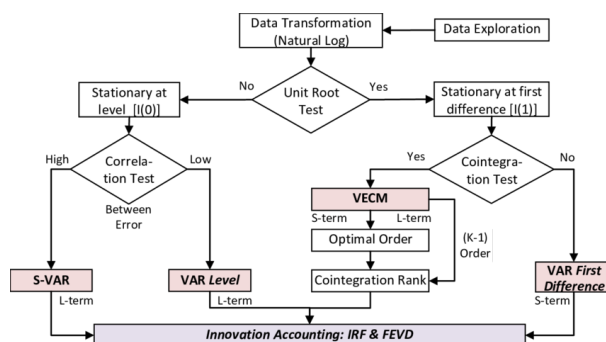 Data Transformation
(Natural Log)
Data Exploration
No
Unit Root
Test
Yes
Stationary at
level [I(0)]
Stationary at first
difference [I(1)]
High
Correla-
tion Test
Low
Between
Error
Yes
Cointegra-
tion Test
No
VECM
S-term
L-term
Optimal Order
(K-1)
Order
Cointegration Rank
S-VAR
L-term
VAR Level
L-term
VAR First
Difference
S-term
Innovation Accounting: IRF & FEVD